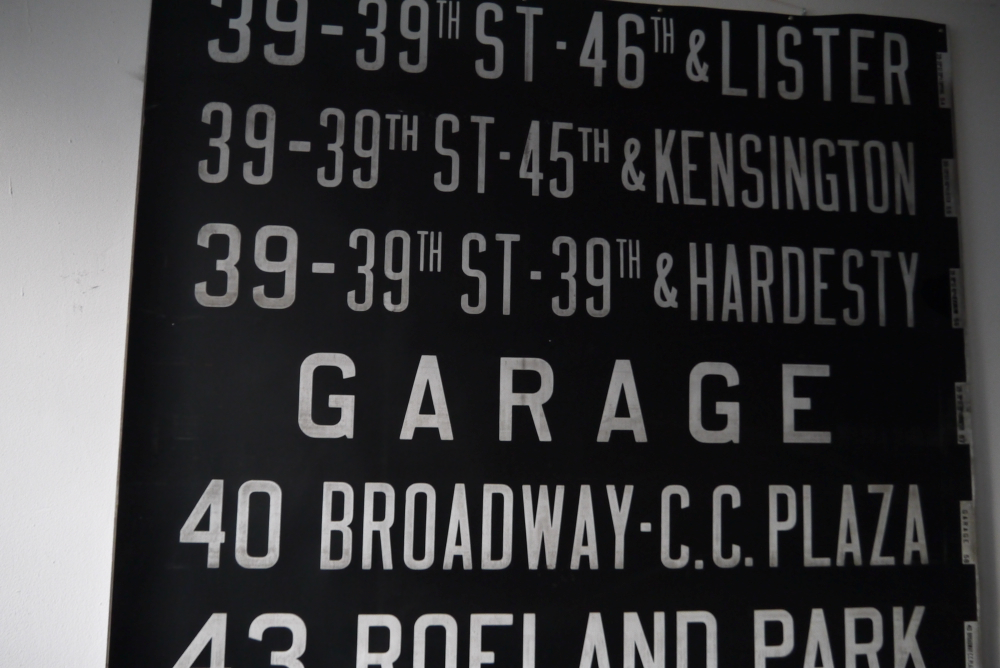 39-39TH ST-46TH & LISTER
39-39TH ST-45TH & KENSINGTON
39-39TH ST-39TH & HARDESTY
GARAGE
40 BROADWAY-C.C. PLAZA
43 ROELAND PARK